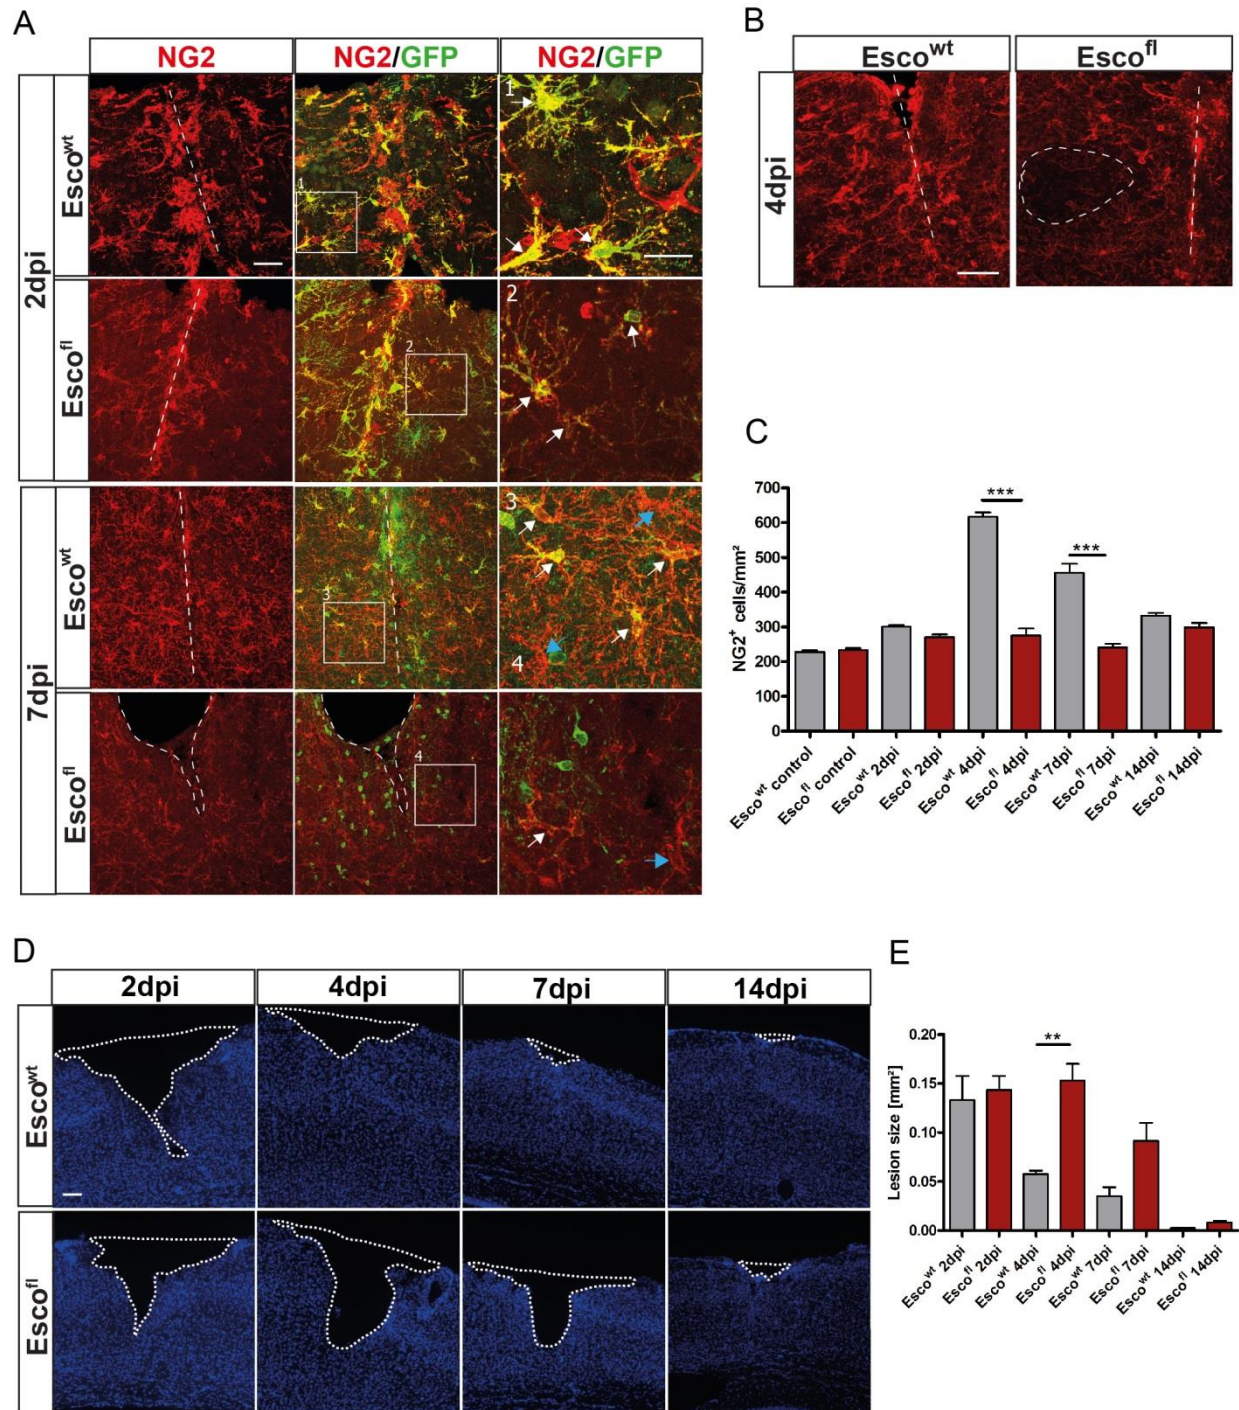 A
NG2 NG2/GFP NG2/GFP
2dpi
Esco^wt
1
1
Esco^fl
2
2
7dpi
Esco^wt
3
3
4
Esco^fl
4
B
Esco^wt Esco^fl
4dpi
C
NG2⁺ cells/mm²
700
600
500
400
300
200
100
0
***
***
Esco^wt control
Esco^fl control
Esco^wt 2dpi
Esco^fl 2dpi
Esco^wt 4dpi
Esco^fl 4dpi
Esco^wt 7dpi
Esco^fl 7dpi
Esco^wt 14dpi
Esco^fl 14dpi
D
2dpi 4dpi 7dpi 14dpi
Esco^wt
Esco^fl
E
Lesion size [mm²]
0.20
0.15
0.10
0.05
0.00
**
Esco^wt 2dpi
Esco^fl 2dpi
Esco^wt 4dpi
Esco^fl 4dpi
Esco^wt 7dpi
Esco^fl 7dpi
Esco^wt 14dpi
Esco^fl 14dpi